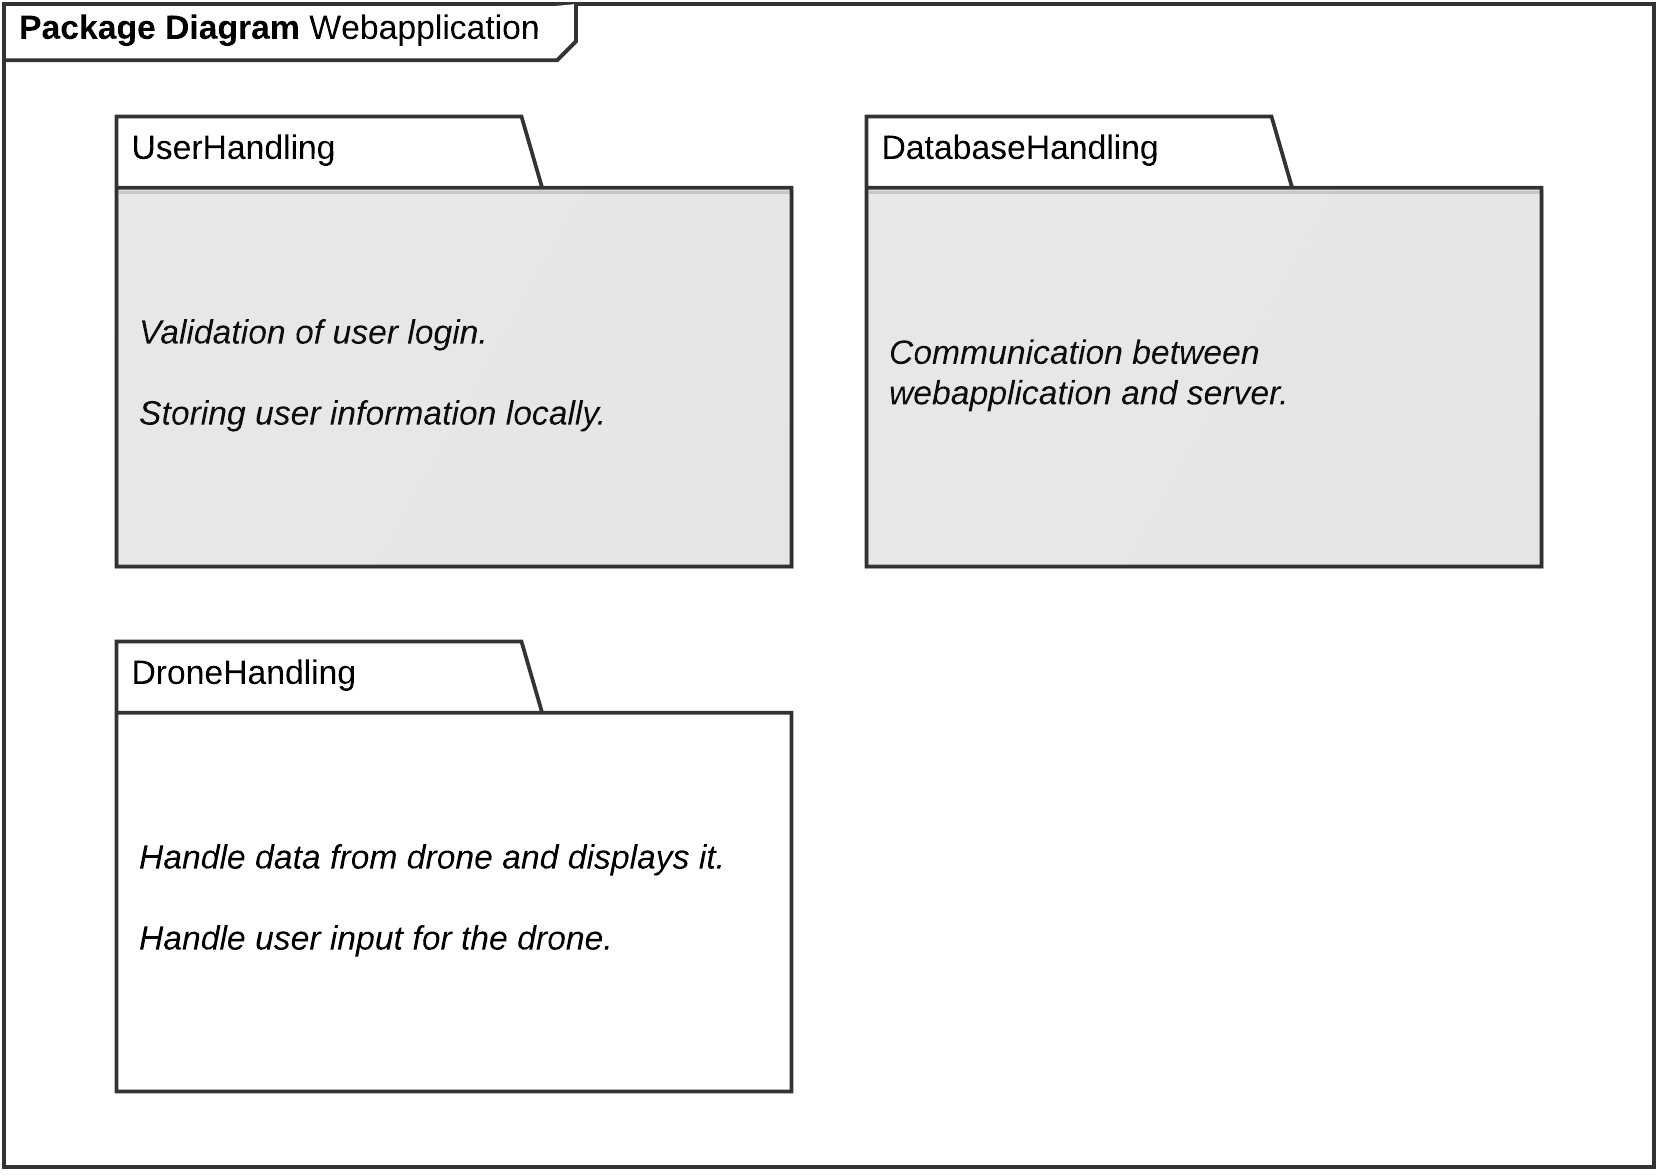 Package Diagram Webapplication
UserHandling
Validation of user login.
Storing user information locally.
DatabaseHandling
Communication between
webapplication and server.
DroneHandling
Handle data from drone and displays it.
Handle user input for the drone.